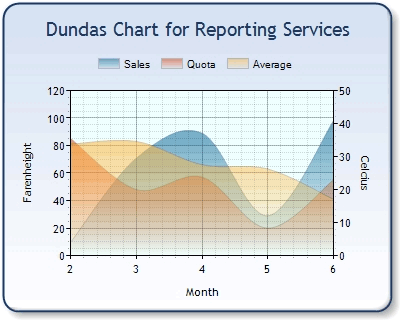 Dundas Chart for Reporting Services
Sales Quota Average
120 50
100 40
80 30
60 20
40 10
20 0
0
Farenheight
Celcius
2 3 4 5 6
Month